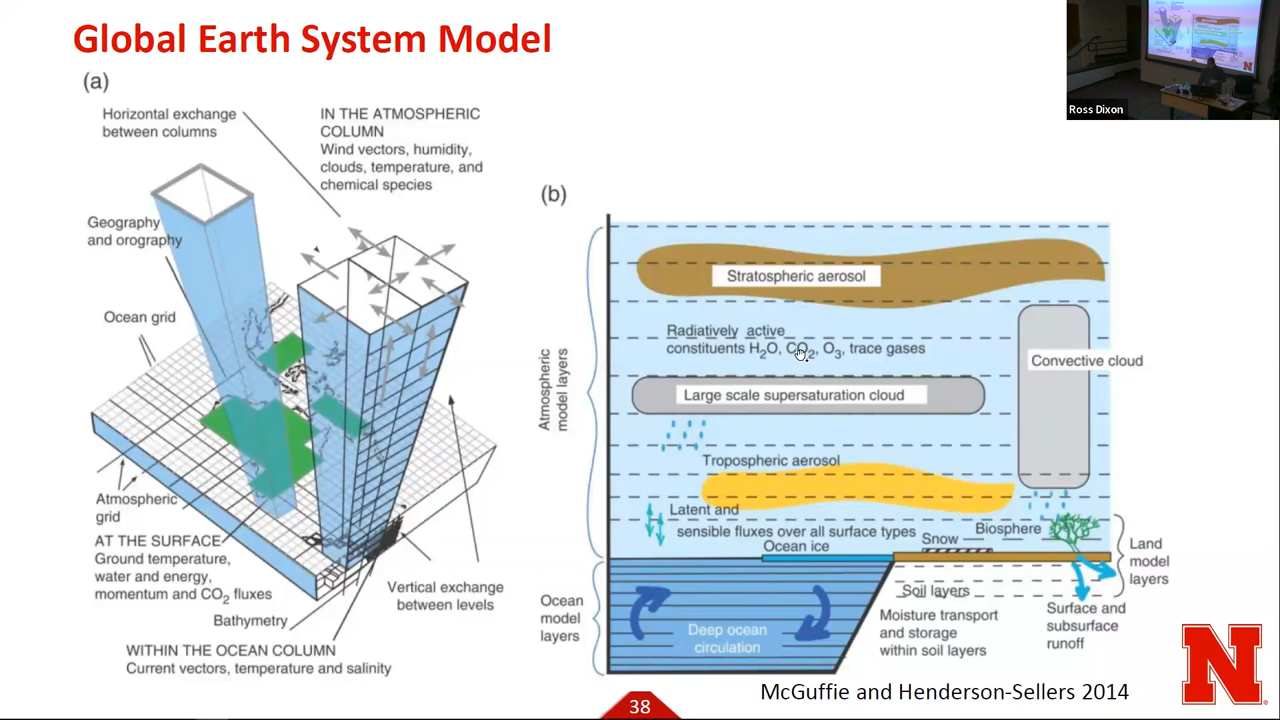 Global Earth System Model
Ross Dixon
(a)
Horizontal exchange
between columns
IN THE ATMOSPHERIC
COLUMN
Wind vectors, humidity,
clouds, temperature, and
chemical species
Geography
and orography
Ocean grid
Atmospheric
grid
AT THE SURFACE
Ground temperature,
water and energy,
momentum and CO2 fluxes
Vertical exchange
between levels
Bathymetry
WITHIN THE OCEAN COLUMN
Current vectors, temperature and salinity
(b)
Atmospheric
model layers
Stratospheric aerosol
Radiatively active
constituents H2O, CO2, O3, trace gases
Convective cloud
Large scale supersaturation cloud
Tropospheric aerosol
Latent and
sensible fluxes over all surface types
Biosphere
Snow
Ocean ice
Land
model
layers
Ocean
model
layers
Deep ocean
circulation
Soil layers
Moisture transport
and storage
within soil layers
Surface and
subsurface
runoff
McGuffie and Henderson-Sellers 2014
38
N